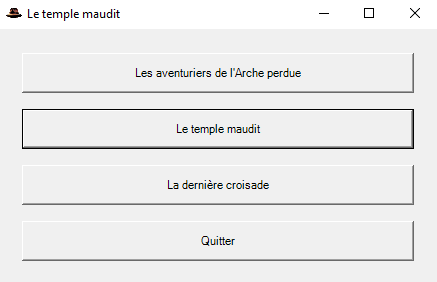 Le temple maudit
Les aventuriers de l'Arche perdue
Le temple maudit
La dernière croisade
Quitter